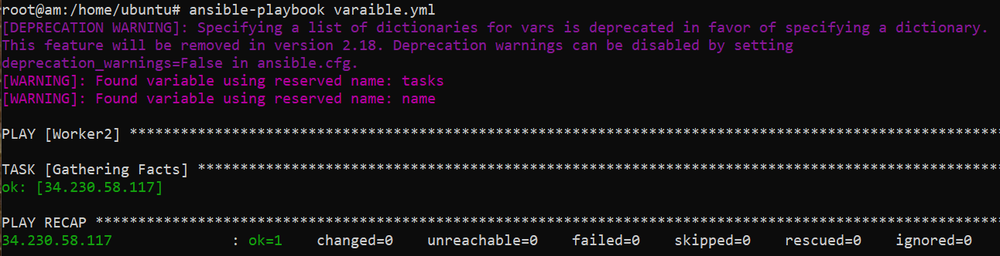 root@am:/home/ubuntu# ansible-playbook varaible.yml
[DEPRECATION WARNING]: Specifying a list of dictionaries for vars is deprecated in favor of specifying a dictionary.
This feature will be removed in version 2.18. Deprecation warnings can be disabled by setting
deprecation_warnings=False in ansible.cfg.
[WARNING]: Found variable using reserved name: tasks
[WARNING]: Found variable using reserved name: name
PLAY [Worker2] *******************************************************************************************************
TASK [Gathering Facts] ***********************************************************************************************
ok: [34.230.58.117]
PLAY RECAP ***********************************************************************************************************
34.230.58.117 : ok=1 changed=0 unreachable=0 failed=0 skipped=0 rescued=0 ignored=0